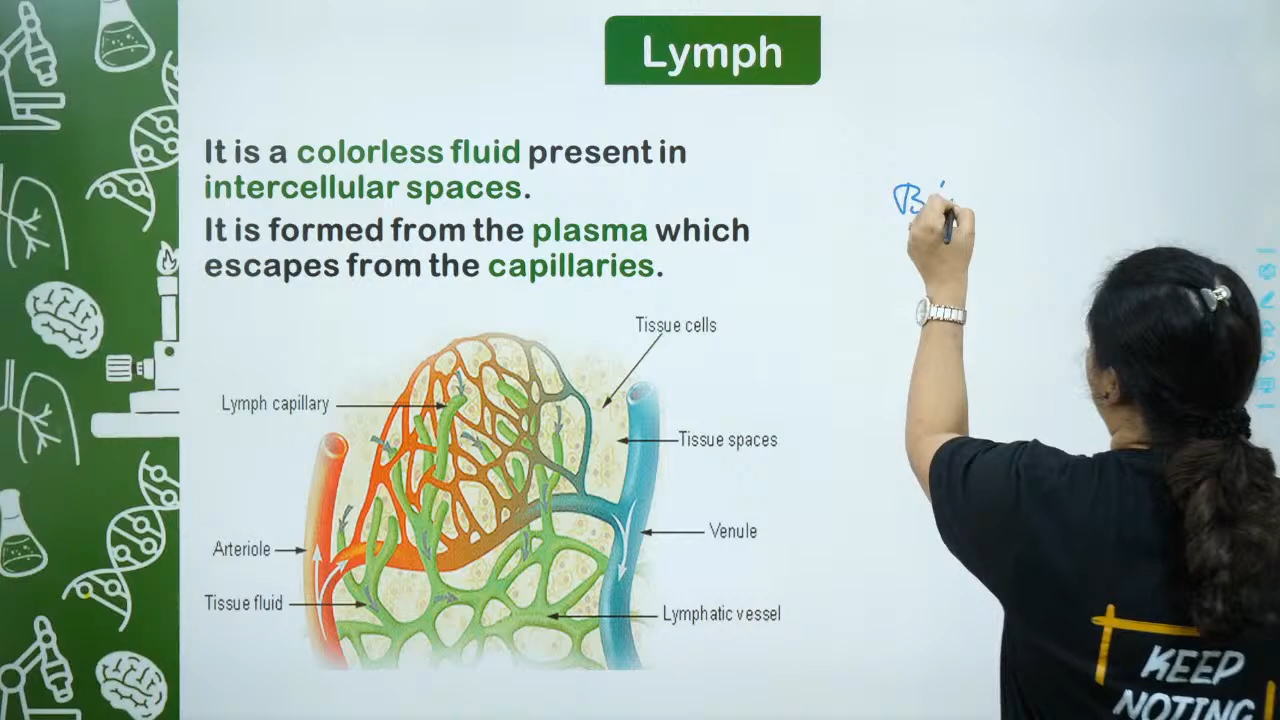 Lymph
It is a colorless fluid present in
intercellular spaces.
It is formed from the plasma which
escapes from the capillaries.
Tissue cells
Lymph capillary
Tissue spaces
Venule
Arteriole
Tissue fluid
Lymphatic vessel
KEEP
NOTING